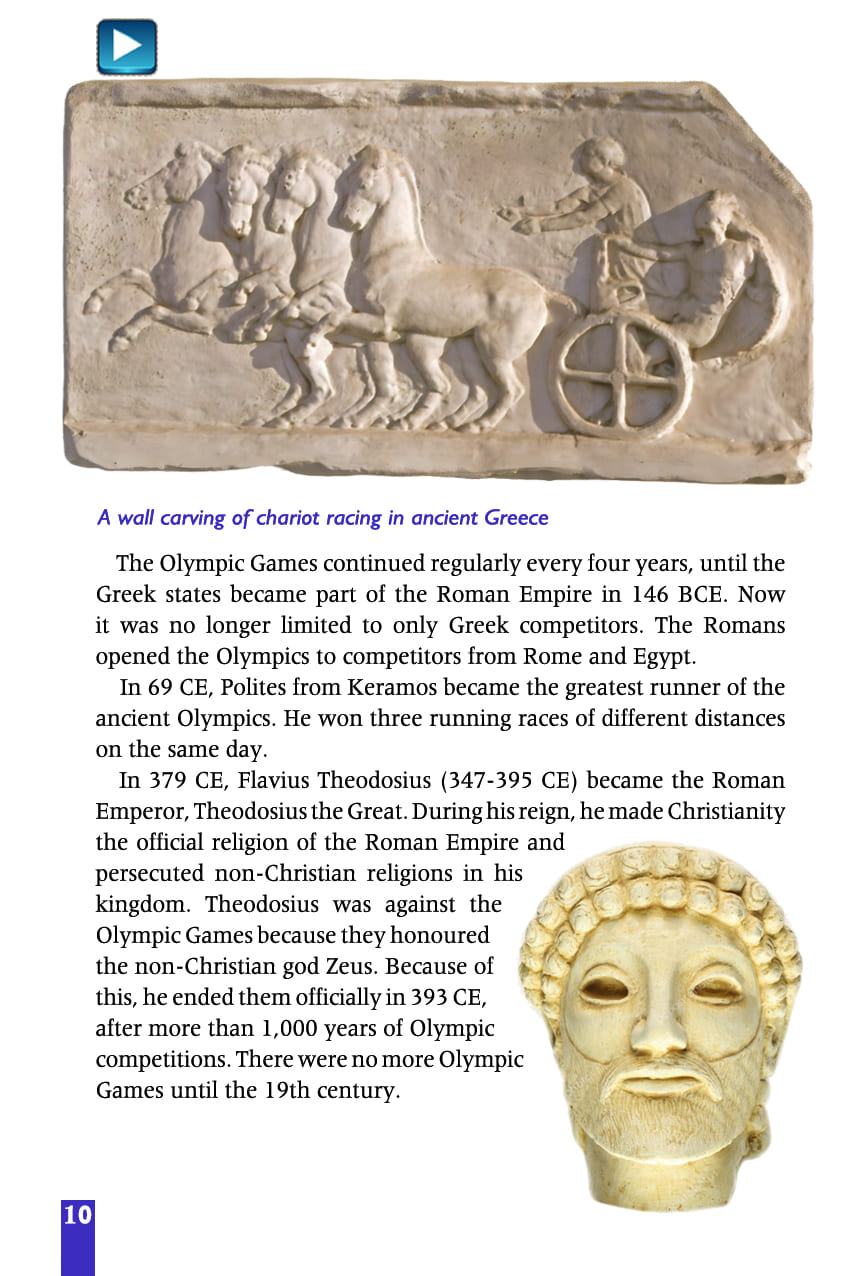 A wall carving of chariot racing in ancient Greece
The Olympic Games continued regularly every four years, until the
Greek states became part of the Roman Empire in 146 BCE. Now
it was no longer limited to only Greek competitors. The Romans
opened the Olympics to competitors from Rome and Egypt.
In 69 CE, Polites from Keramos became the greatest runner of the
ancient Olympics. He won three running races of different distances
on the same day.
In 379 CE, Flavius Theodosius (347-395 CE) became the Roman
Emperor, Theodosius the Great. During his reign, he made Christianity
the official religion of the Roman Empire and
persecuted non-Christian religions in his
kingdom. Theodosius was against the
Olympic Games because they honoured
the non-Christian god Zeus. Because of
this, he ended them officially in 393 CE,
after more than 1,000 years of Olympic
competitions. There were no more Olympic
Games until the 19th century.
10